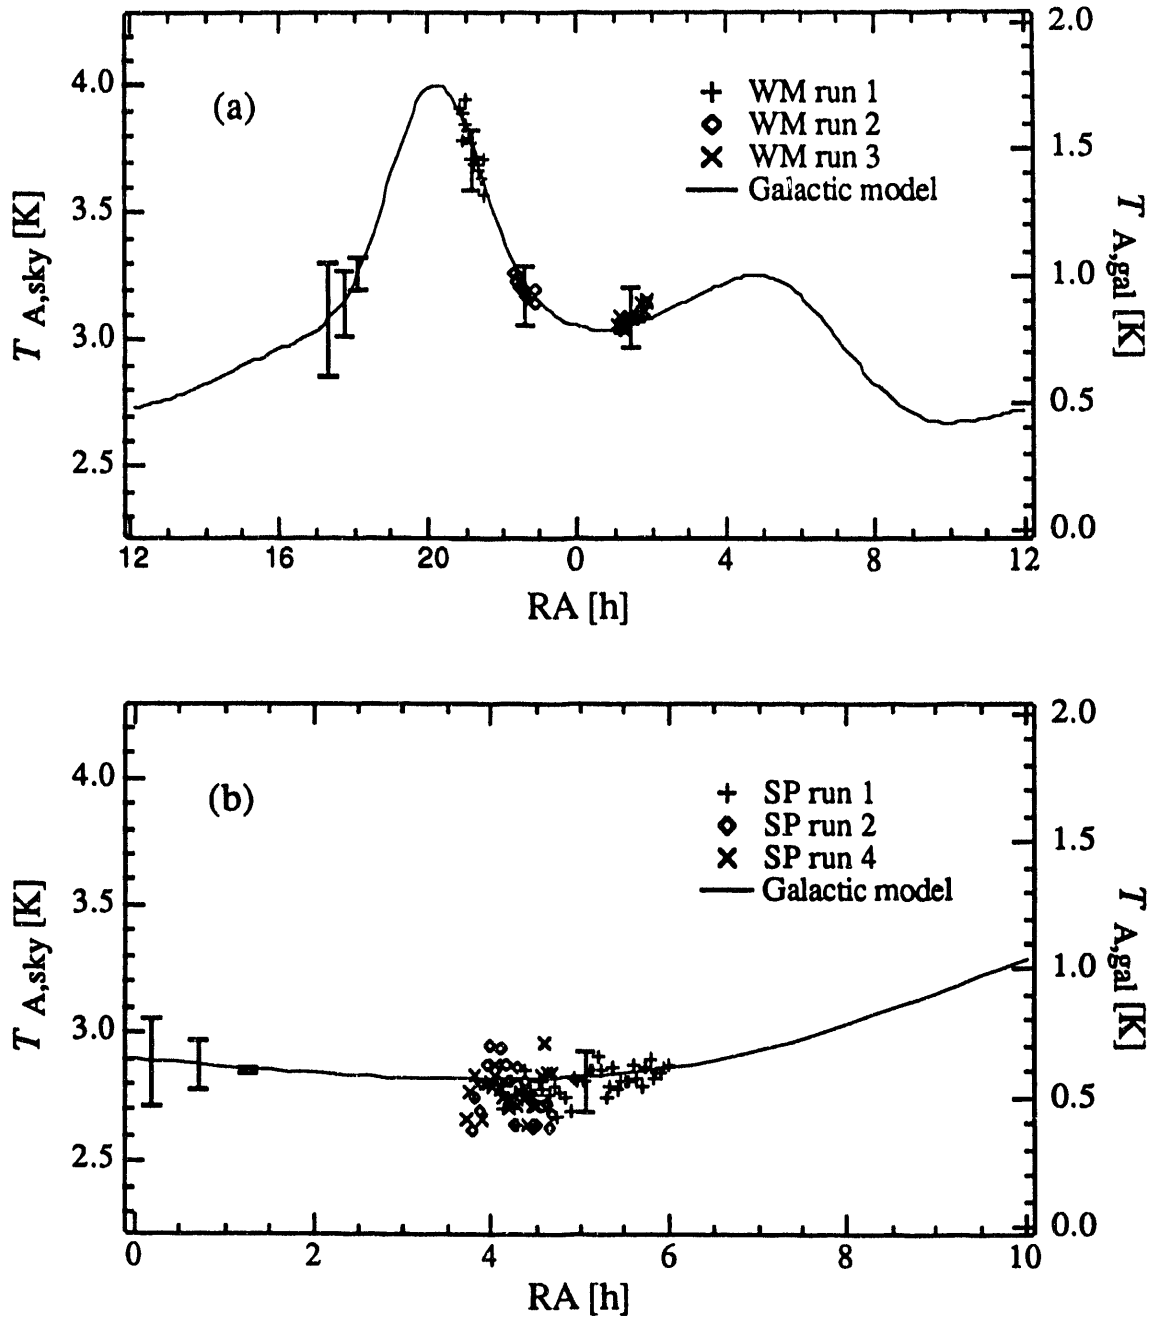 (a)
WM run 1
WM run 2
WM run 3
Galactic model
T A,sky [K]
4.0
3.5
3.0
2.5
T A,gal [K]
2.0
1.5
1.0
0.5
0.0
12 16 20 0 4 8 12
RA [h]
(b)
SP run 1
SP run 2
SP run 4
Galactic model
T A,sky [K]
4.0
3.5
3.0
2.5
T A,gal [K]
2.0
1.5
1.0
0.5
0.0
0 2 4 6 8 10
RA [h]